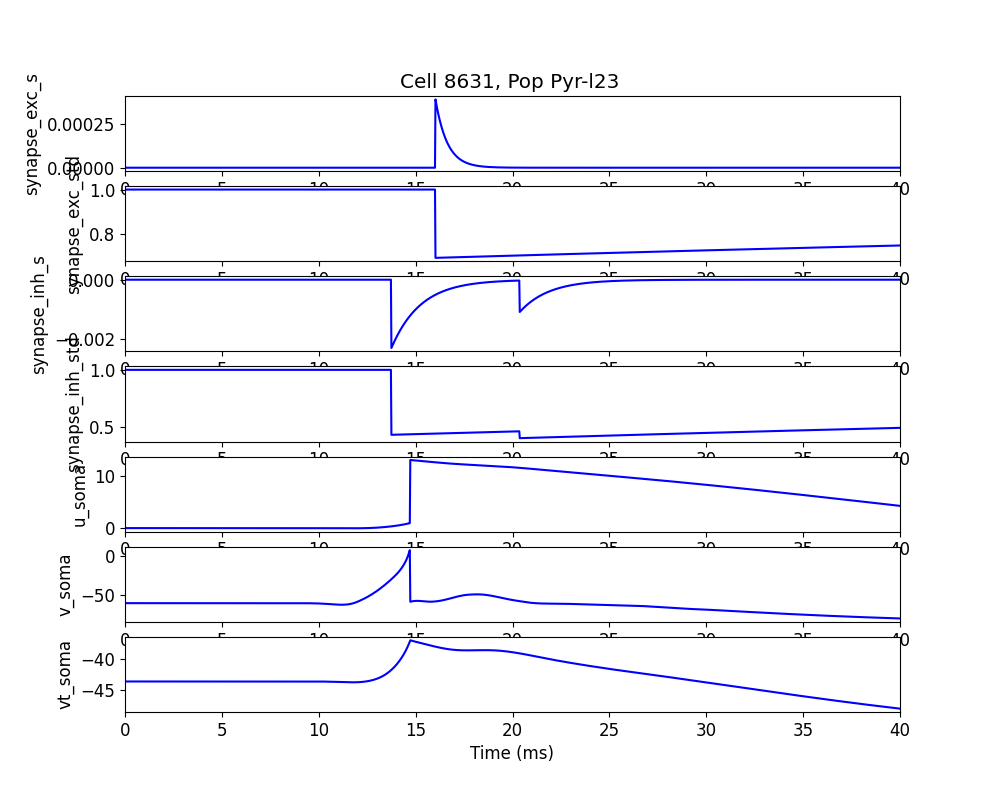 Cell 8631, Pop Pyr-l23
synapse_exc_s
0.00025
0.00000
0 5 10 15 20 25 30 35 40
synapse_exc_std
1.0
0.8
0 5 10 15 20 25 30 35 40
synapse_inh_s
0.000
−0.002
0 5 10 15 20 25 30 35 40
synapse_inh_std
1.0
0.5
0 5 10 15 20 25 30 35 40
u_soma
10
0
0 5 10 15 20 25 30 35 40
v_soma
0
−50
0 5 10 15 20 25 30 35 40
vt_soma
−40
−45
0 5 10 15 20 25 30 35 40
Time (ms)